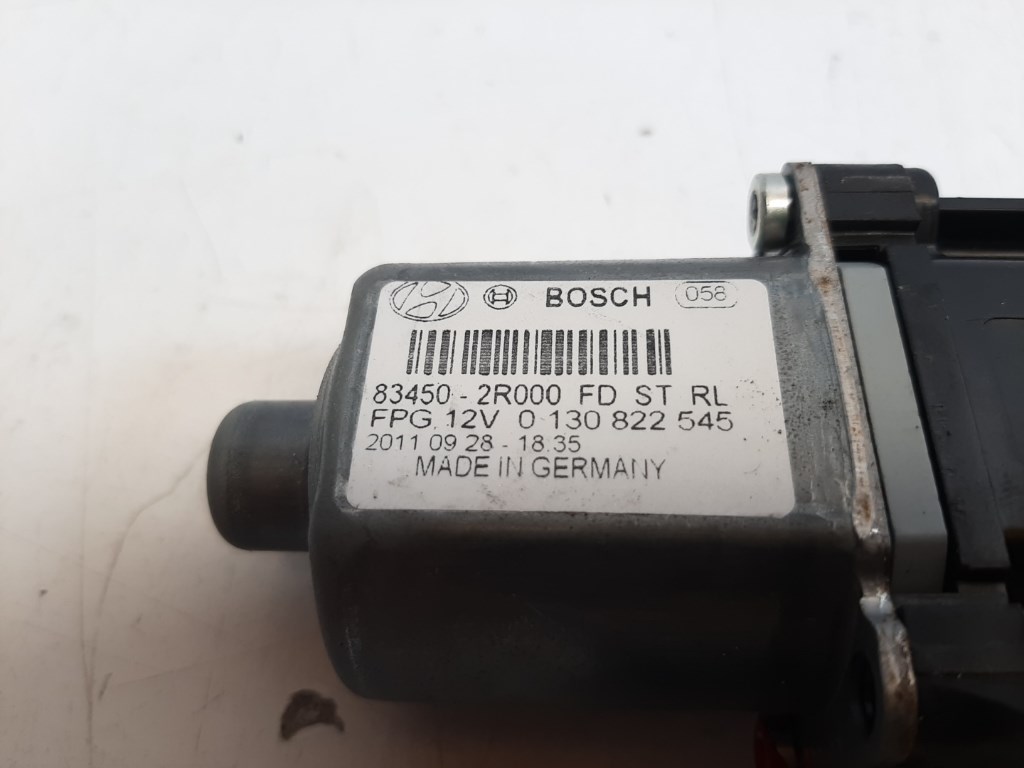 BOSCH 058
83450 - 2R000 FD ST RL
FPG 12V 0 130 822 545
2011 09 28 - 18:35
MADE IN GERMANY